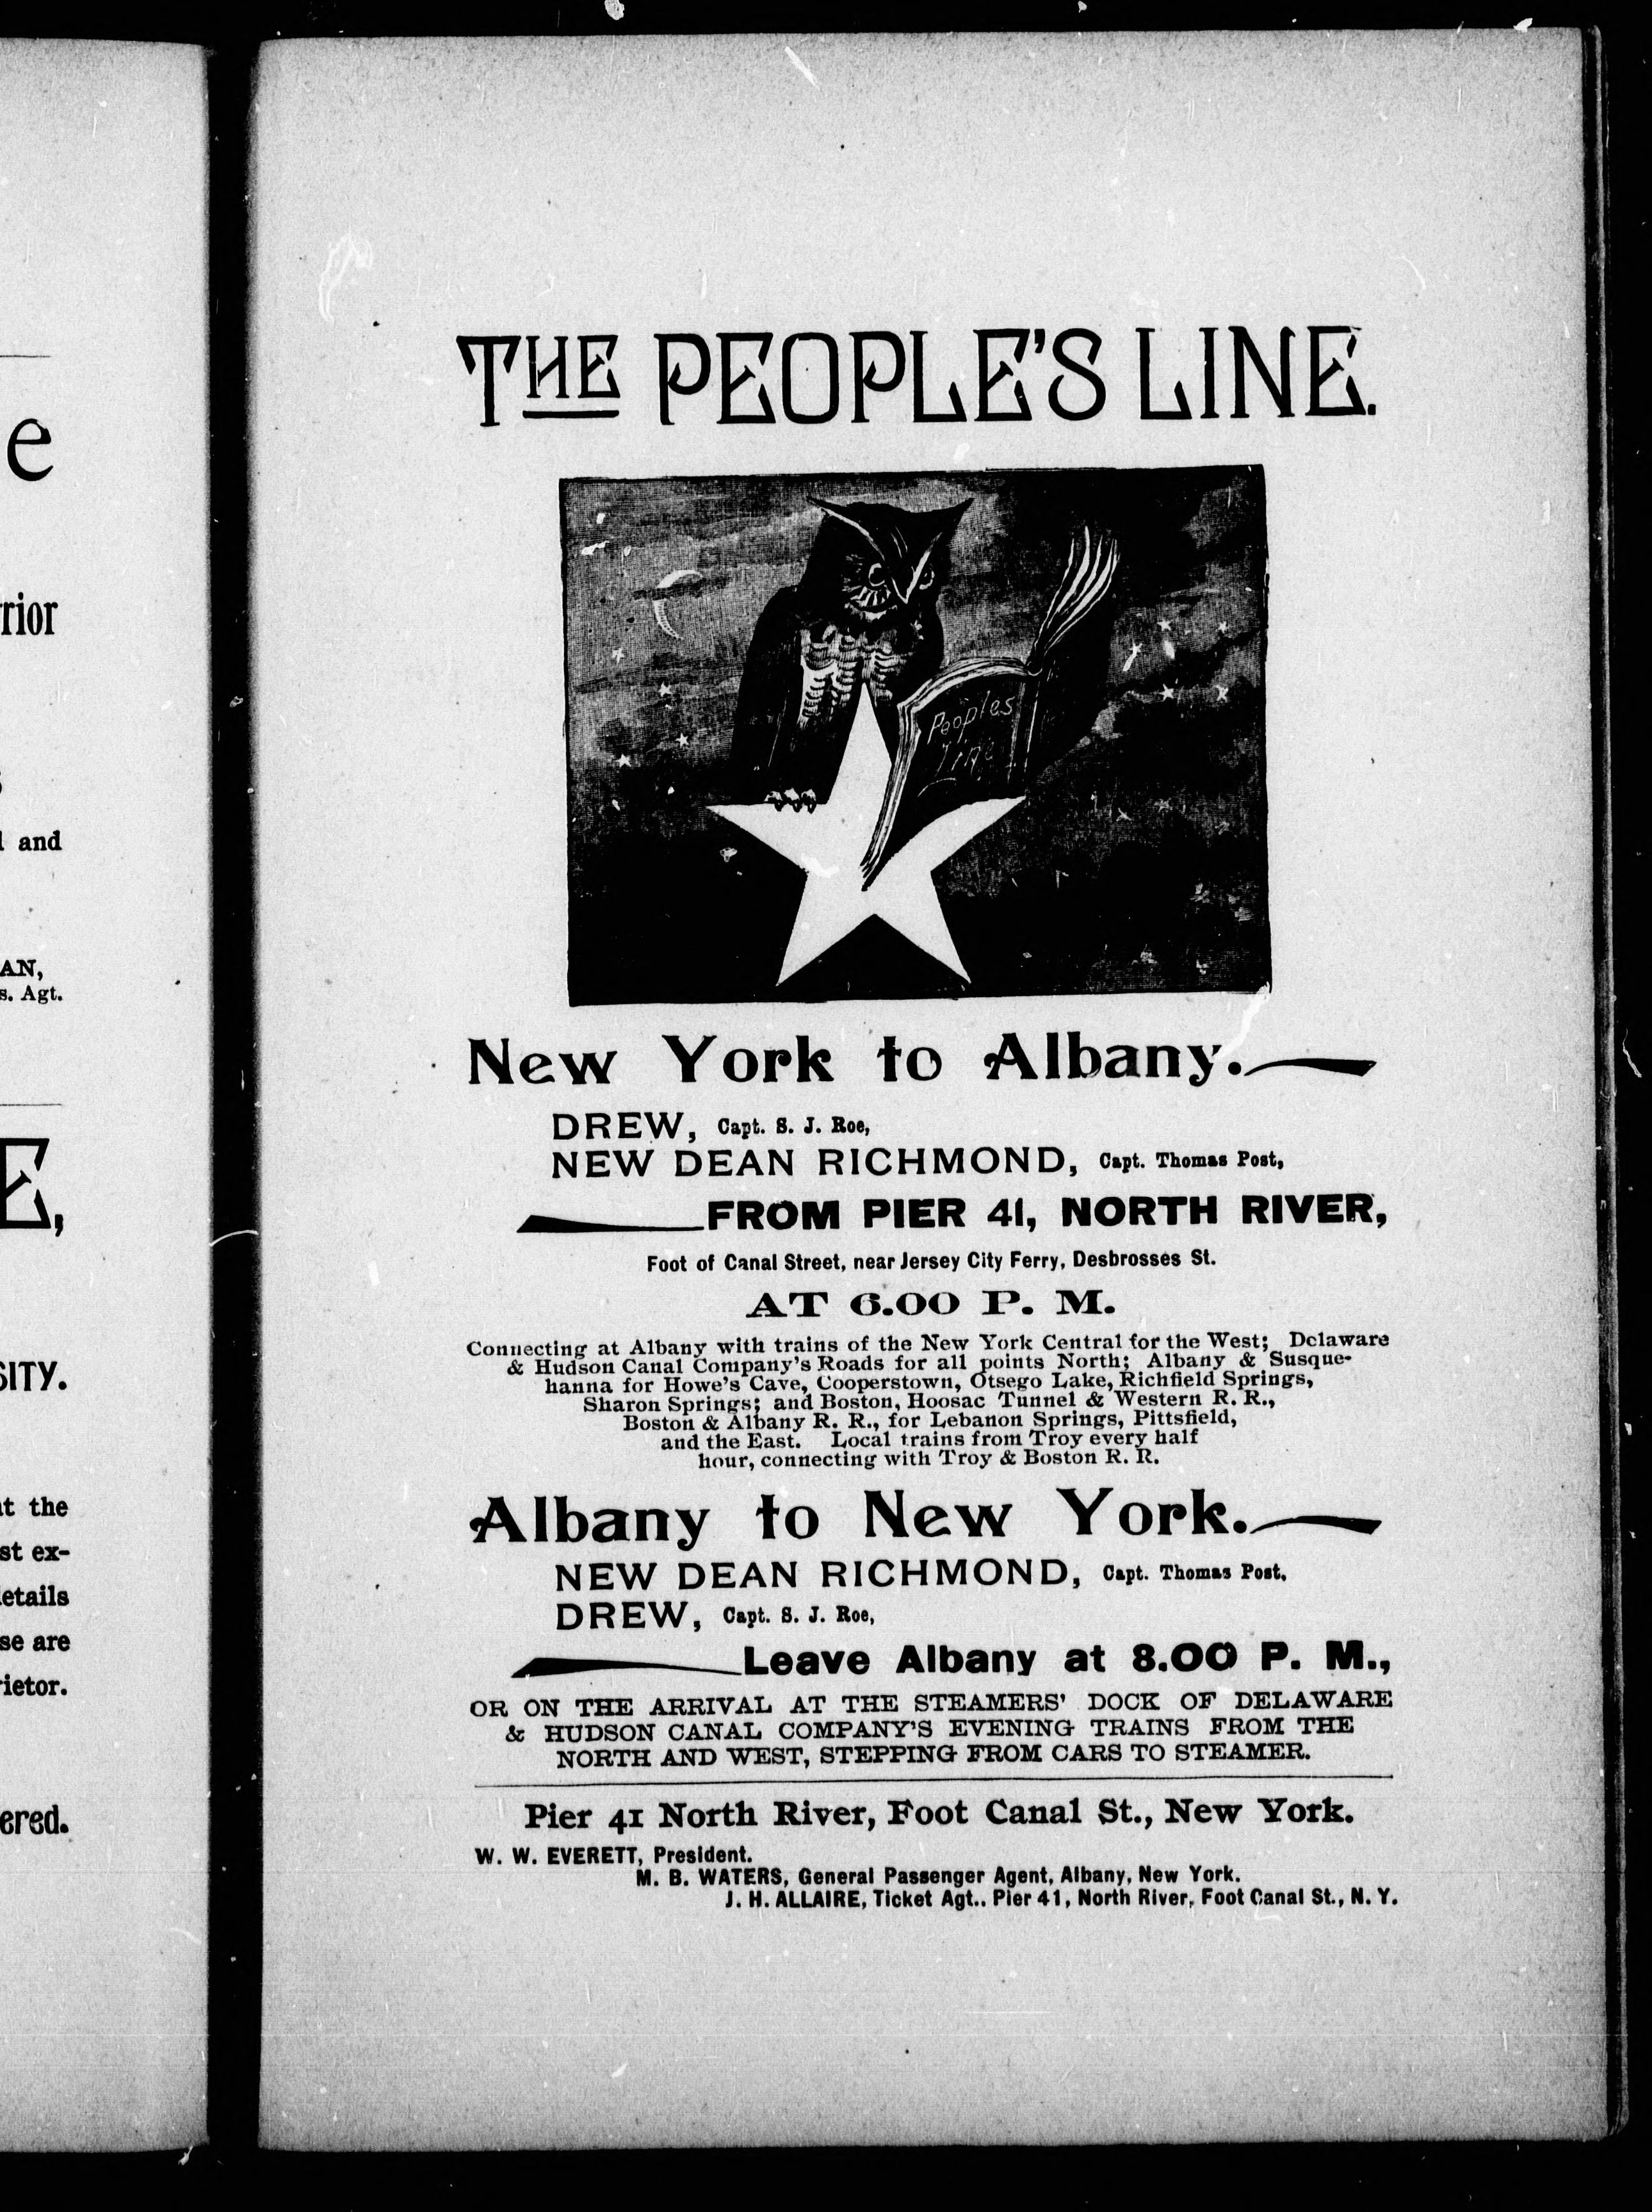 e
rior
and
AN,
s. Agt.
E,
SITY.
at the
st ex-
etails
se are
rietor.
ered.
THE PEOPLE'S LINE.
Peoples
Line
New York to Albany.
DREW, Capt. S. J. Roe,
NEW DEAN RICHMOND, Capt. Thomas Post,
FROM PIER 41, NORTH RIVER,
Foot of Canal Street, near Jersey City Ferry, Desbrosses St.
AT 6.00 P. M.
Connecting at Albany with trains of the New York Central for the West; Delaware
& Hudson Canal Company's Roads for all points North; Albany & Susque-
hanna for Howe's Cave, Cooperstown, Otsego Lake, Richfield Springs,
Sharon Springs; and Boston, Hoosac Tunnel & Western R. R.,
Boston & Albany R. R., for Lebanon Springs, Pittsfield,
and the East. Local trains from Troy every half
hour, connecting with Troy & Boston R. R.
Albany to New York.
NEW DEAN RICHMOND, Capt. Thomas Post,
DREW, Capt. S. J. Roe,
Leave Albany at 8.00 P. M.,
OR ON THE ARRIVAL AT THE STEAMERS' DOCK OF DELAWARE
& HUDSON CANAL COMPANY'S EVENING TRAINS FROM THE
NORTH AND WEST, STEPPING FROM CARS TO STEAMER.
Pier 41 North River, Foot Canal St., New York.
W. W. EVERETT, President.
M. B. WATERS, General Passenger Agent, Albany, New York.
J. H. ALLAIRE, Ticket Agt., Pier 41, North River, Foot Canal St., N. Y.